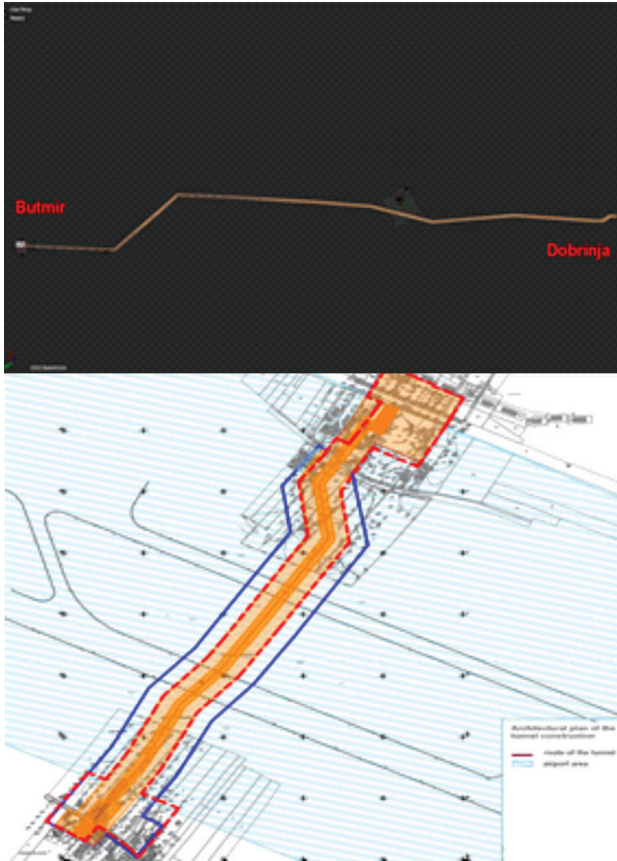 Butmir
Dobrinja
Architectural plan of the
tunnel construction
route of the tunnel
airport area